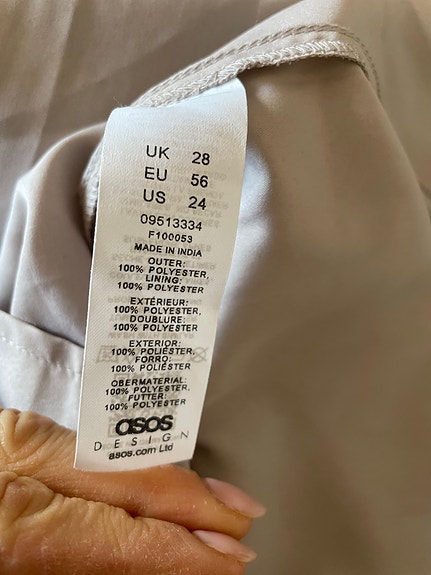 UK 28
EU 56
US 24
09513334
F100053
MADE IN INDIA
OUTER:
100% POLYESTER,
LINING:
100% POLYESTER
EXTÉRIEUR:
100% POLYESTER,
DOUBLURE:
100% POLYESTER
EXTERIOR:
100% POLIÉSTER,
FORRO:
100% POLIÉSTER
OBERMATERIAL:
100% POLYESTER,
FUTTER:
100% POLYESTER
asos
DESIGN
asos.com Ltd